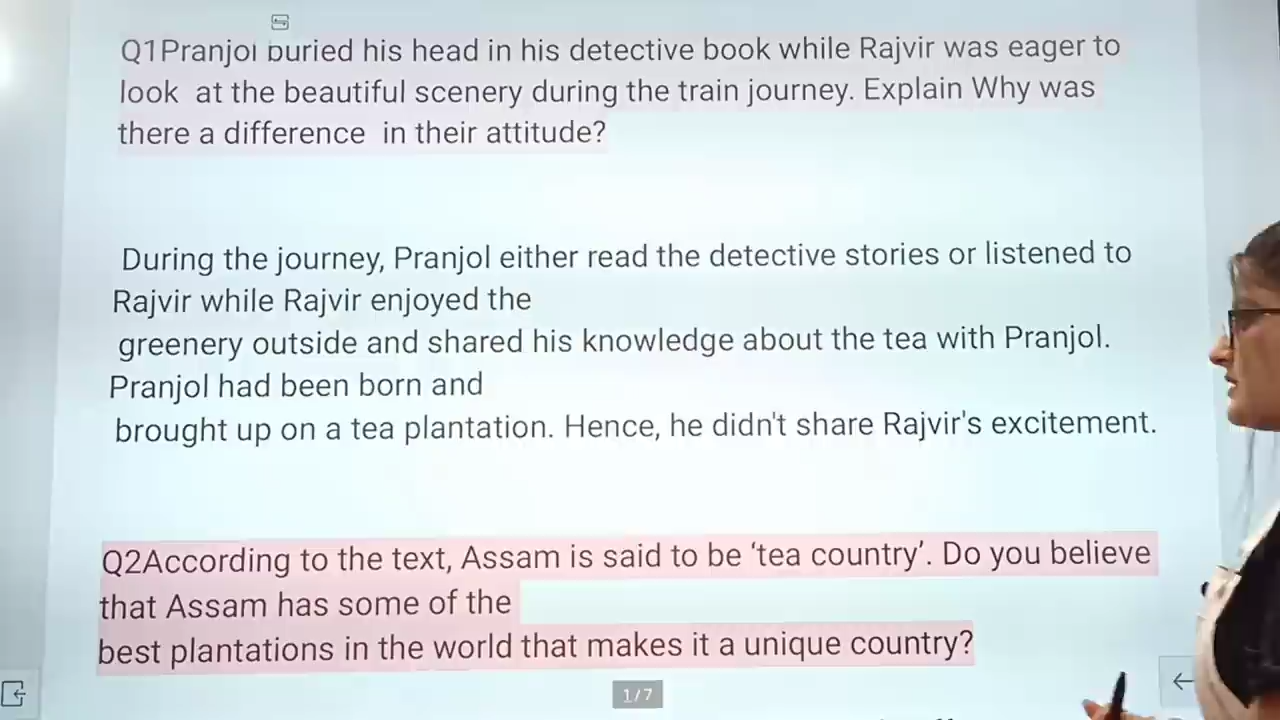 Q1Pranjol buried his head in his detective book while Rajvir was eager to
look at the beautiful scenery during the train journey. Explain Why was
there a difference in their attitude?
During the journey, Pranjol either read the detective stories or listened to
Rajvir while Rajvir enjoyed the
greenery outside and shared his knowledge about the tea with Pranjol.
Pranjol had been born and
brought up on a tea plantation. Hence, he didn't share Rajvir's excitement.
Q2According to the text, Assam is said to be ‘tea country’. Do you believe
that Assam has some of the
best plantations in the world that makes it a unique country?
1/7